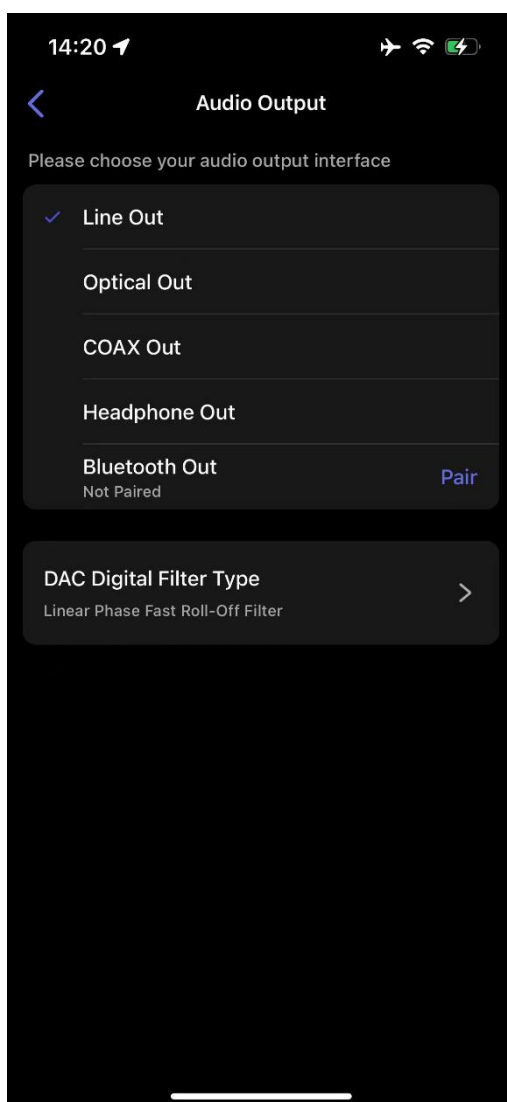 14:20
Audio Output
Please choose your audio output interface
Line Out
Optical Out
COAX Out
Headphone Out
Bluetooth Out
Not Paired
Pair
DAC Digital Filter Type
Linear Phase Fast Roll-Off Filter